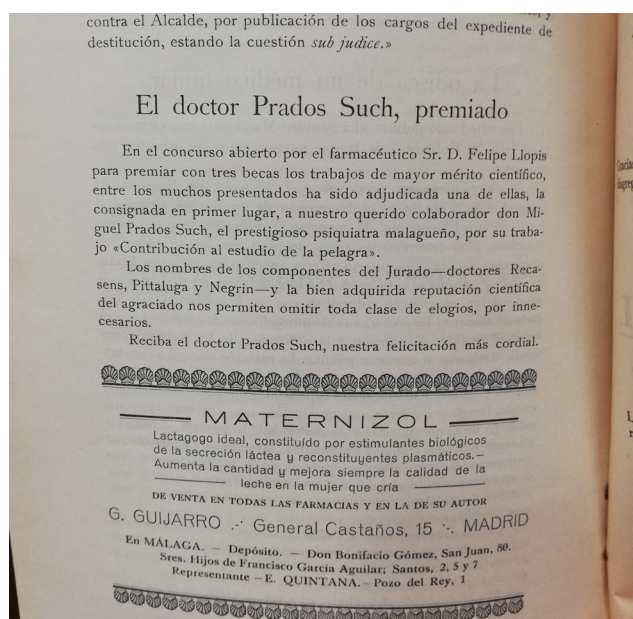 contra el Alcalde, por publicación de los cargos del expediente de
destitución, estando la cuestión sub judice.»
El doctor Prados Such, premiado
En el concurso abierto por el farmacéutico Sr. D. Felipe Llopis
para premiar con tres becas los trabajos de mayor mérito científico,
entre los muchos presentados ha sido adjudicada una de ellas, la
consignada en primer lugar, a nuestro querido colaborador don Mi-
guel Prados Such, el prestigioso psiquiatra malagueño, por su traba-
jo «Contribución al estudio de la pelagra».
Los nombres de los componentes del Jurado—doctores Reca-
sens, Pittaluga y Negrin—y la bien adquirida reputación científica
del agraciado nos permiten omitir toda clase de elogios, por inne-
cesarios.
Reciba el doctor Prados Such, nuestra felicitación más cordial.
MATERNIZOL
Lactagogo ideal, constituído por estimulantes biológicos
de la secreción láctea y reconstituyentes plasmáticos.—
Aumenta la cantidad y mejora siempre la calidad de la
leche en la mujer que cría
DE VENTA EN TODAS LAS FARMACIAS Y EN LA DE SU AUTOR
G. GUIJARRO .·. General Castaños, 15 ·.. MADRID
En MÁLAGA. — Depósito. — Don Bonifacio Gómez, San Juan, 80.
Sres. Hijos de Francisco García Aguilar; Santos, 2, 5 y 7
Representante — E. QUINTANA. — Pozo del Rey, 1